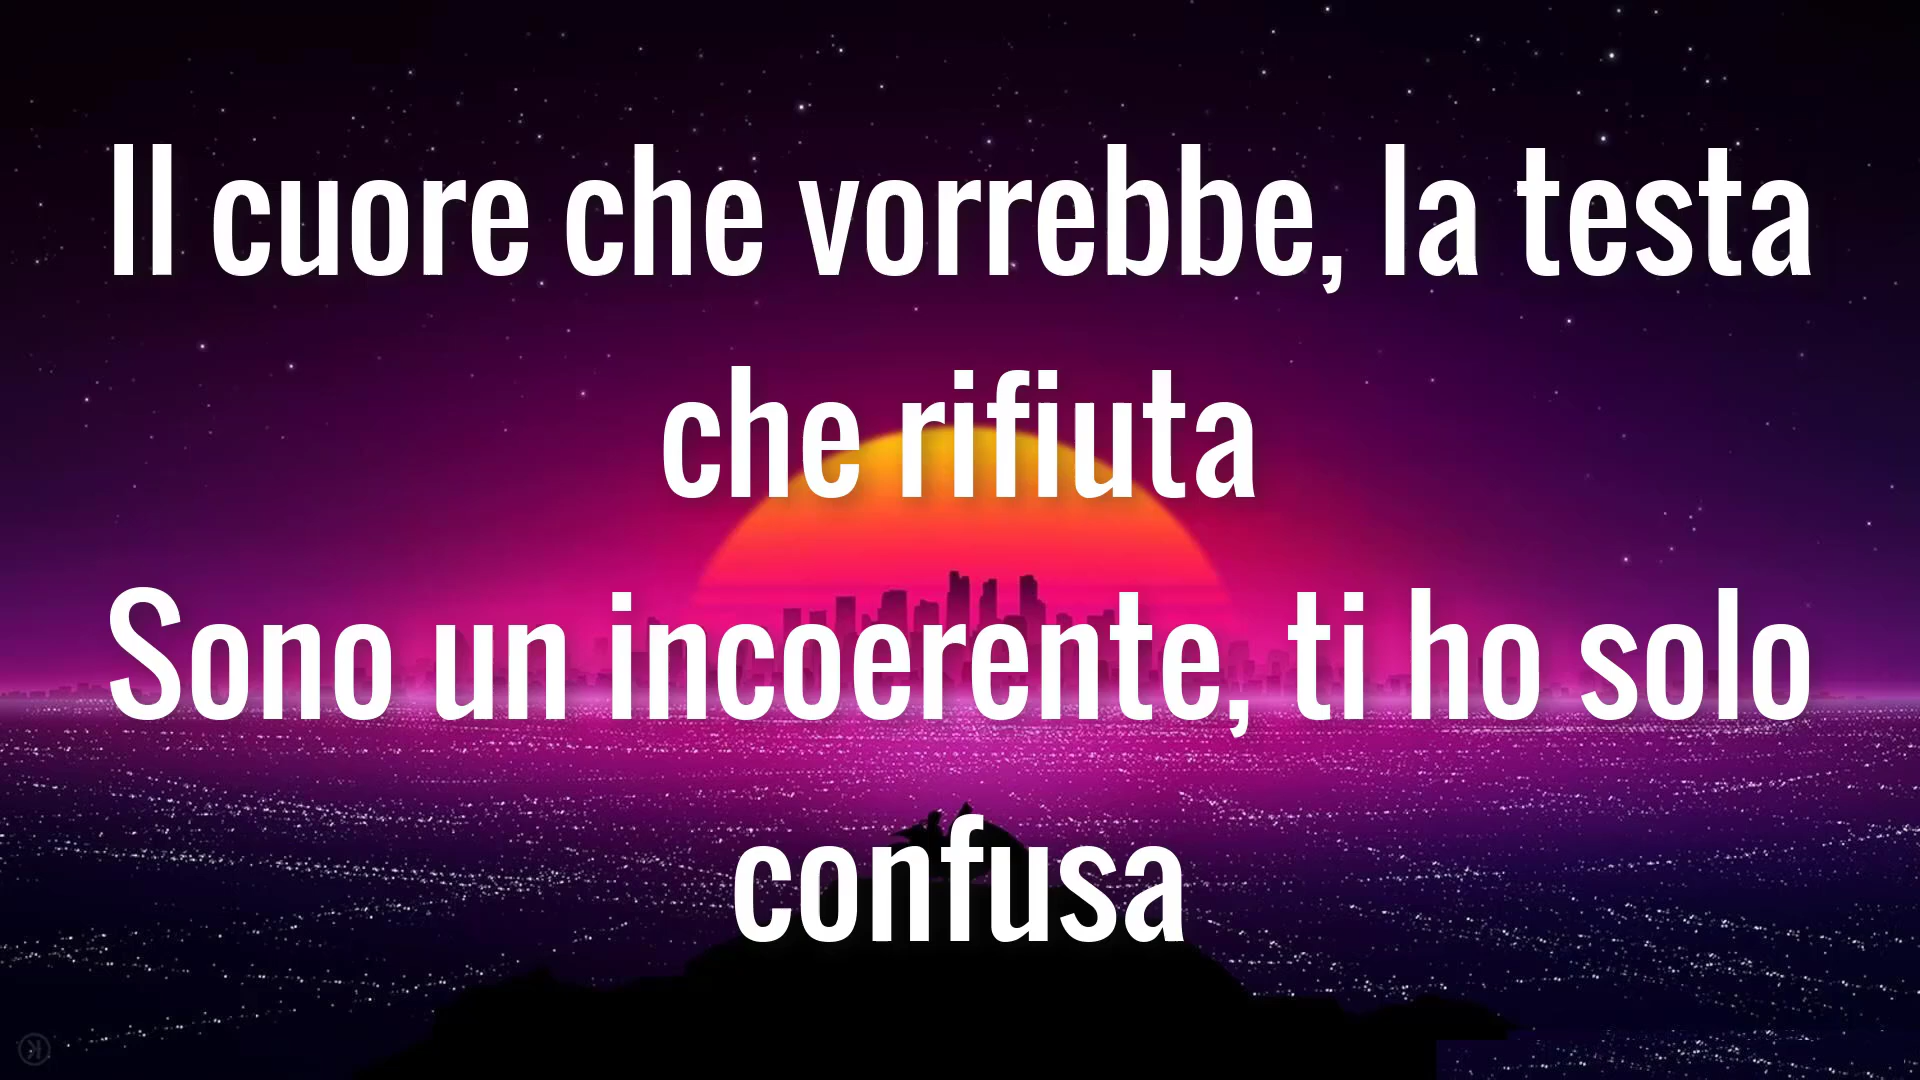 Il cuore che vorrebbe, la testa
che rifiuta
Sono un incoerente, ti ho solo
confusa